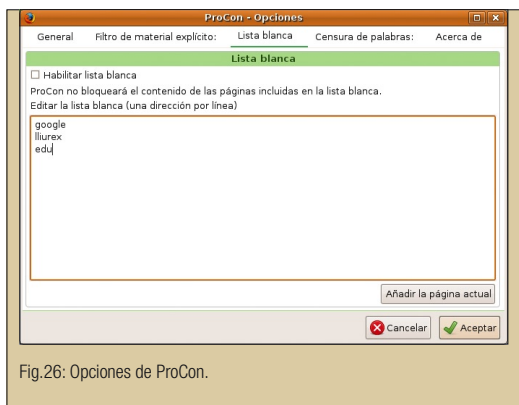 ProCon - Opciones
General Filtro de material explícito: Lista blanca Censura de palabras: Acerca de
Lista blanca
Habilitar lista blanca
ProCon no bloqueará el contenido de las páginas incluidas en la lista blanca.
Editar la lista blanca (una dirección por línea)
google
lliurex
edu
Añadir la página actual
Cancelar Aceptar
Fig.26: Opciones de ProCon.